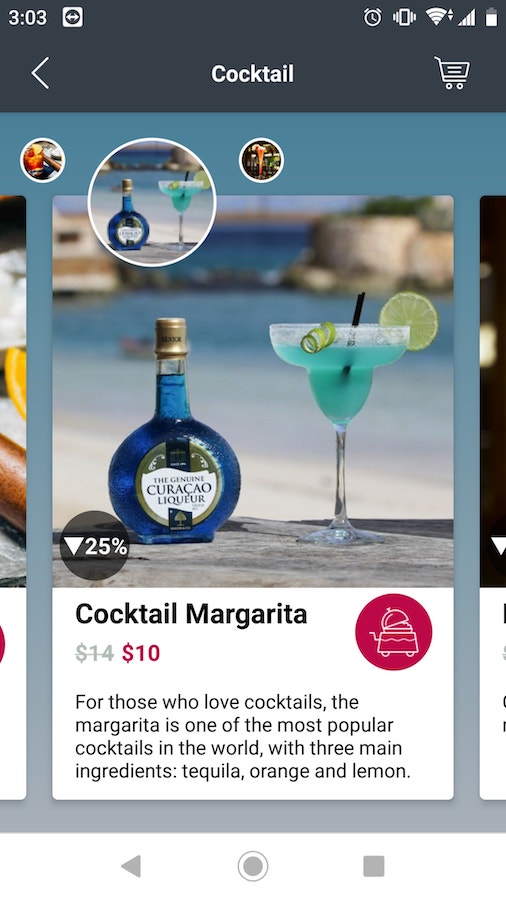 3:03
Cocktail
SENIOR
THE GENUINE
CURAÇAO
LIQUEUR
▼25%
Cocktail Margarita
$14 $10
For those who love cocktails, the
margarita is one of the most popular
cocktails in the world, with three main
ingredients: tequila, orange and lemon.